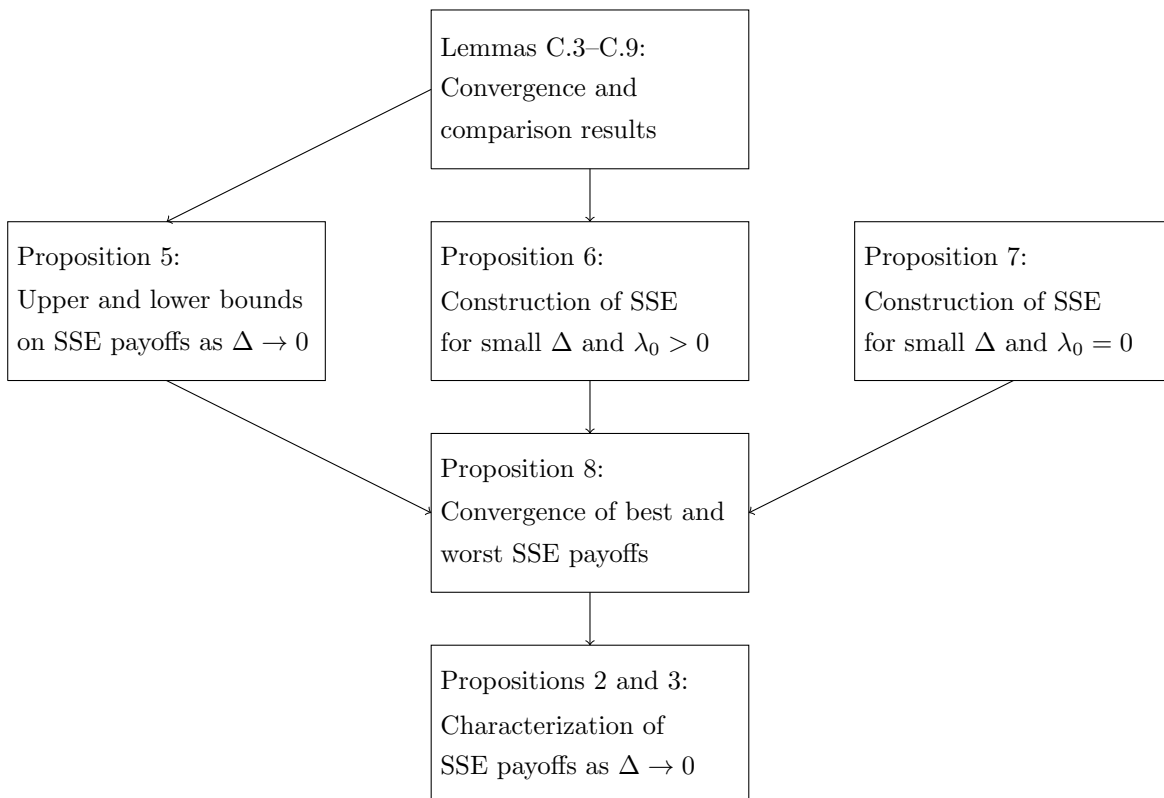 Lemmas C.3–C.9:
Convergence and
comparison results
Proposition 5:
Upper and lower bounds
on SSE payoffs as Δ → 0
Proposition 6:
Construction of SSE
for small Δ and λ₀ > 0
Proposition 7:
Construction of SSE
for small Δ and λ₀ = 0
Proposition 8:
Convergence of best and
worst SSE payoffs
Propositions 2 and 3:
Characterization of
SSE payoffs as Δ → 0